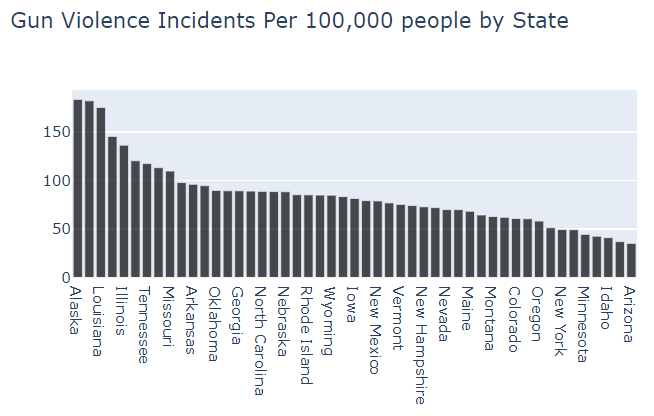 Gun Violence Incidents Per 100,000 people by State
150
100
50
0
Alaska
Louisiana
Illinois
Tennessee
Missouri
Arkansas
Oklahoma
Georgia
North Carolina
Nebraska
Rhode Island
Wyoming
Iowa
New Mexico
Vermont
New Hampshire
Nevada
Maine
Montana
Colorado
Oregon
New York
Minnesota
Idaho
Arizona